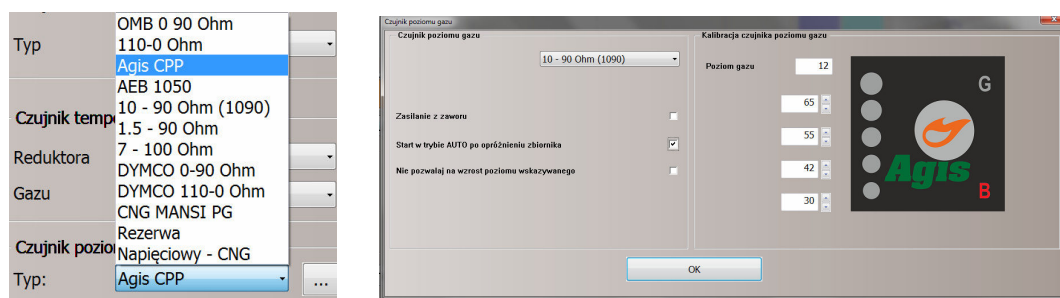 OMB 0 90 Ohm
Typ
110-0 Ohm
Agis CPP
AEB 1050
Czujnik temp
10 - 90 Ohm (1090)
1.5 - 90 Ohm
Reduktora
7 - 100 Ohm
DYMCO 0-90 Ohm
Gazu
DYMCO 110-0 Ohm
CNG MANSI PG
Rezerwa
Czujnik pozio
Napięciowy - CNG
Typ:
Agis CPP
...
Czujnik poziomu gazu
Czujnik poziomu gazu
10 - 90 Ohm (1090)
Zasilanie z zaworu
Start w trybie AUTO po opróżnieniu zbiornika
Nie pozwalaj na wzrost poziomu wskazywanego
Kalibracja czujnika poziomu gazu
Poziom gazu
12
65
55
42
30
G
Agis
B
OK